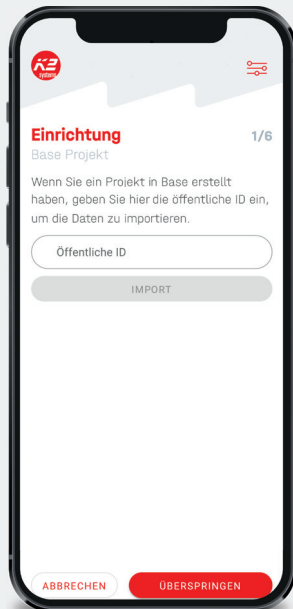 K2
systems
Einrichtung 1/6
Base Projekt
Wenn Sie ein Projekt in Base erstellt
haben, geben Sie hier die öffentliche ID ein,
um die Daten zu importieren.
Öffentliche ID
IMPORT
ABBRECHEN ÜBERSPRINGEN